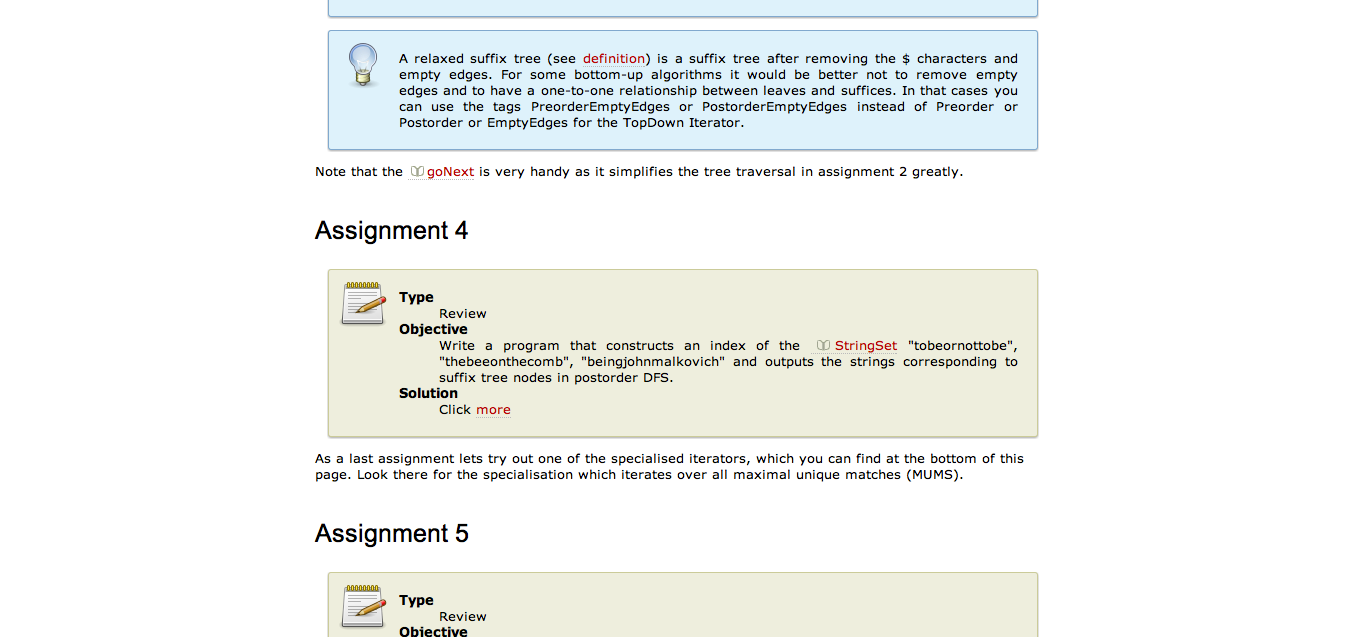 A relaxed suffix tree (see definition) is a suffix tree after removing the $ characters and
empty edges. For some bottom-up algorithms it would be better not to remove empty
edges and to have a one-to-one relationship between leaves and suffices. In that cases you
can use the tags PreorderEmptyEdges or PostorderEmptyEdges instead of Preorder or
Postorder or EmptyEdges for the TopDown Iterator.
Note that the goNext is very handy as it simplifies the tree traversal in assignment 2 greatly.
Assignment 4
Type
Review
Objective
Write a program that constructs an index of the StringSet "tobeornottobe",
"thebeeonthecomb", "beingjohnmalkovich" and outputs the strings corresponding to
suffix tree nodes in postorder DFS.
Solution
Click more
As a last assignment lets try out one of the specialised iterators, which you can find at the bottom of this
page. Look there for the specialisation which iterates over all maximal unique matches (MUMS).
Assignment 5
Type
Review
Objective